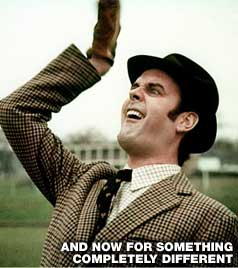 AND NOW FOR SOMETHING
COMPLETELY DIFFERENT